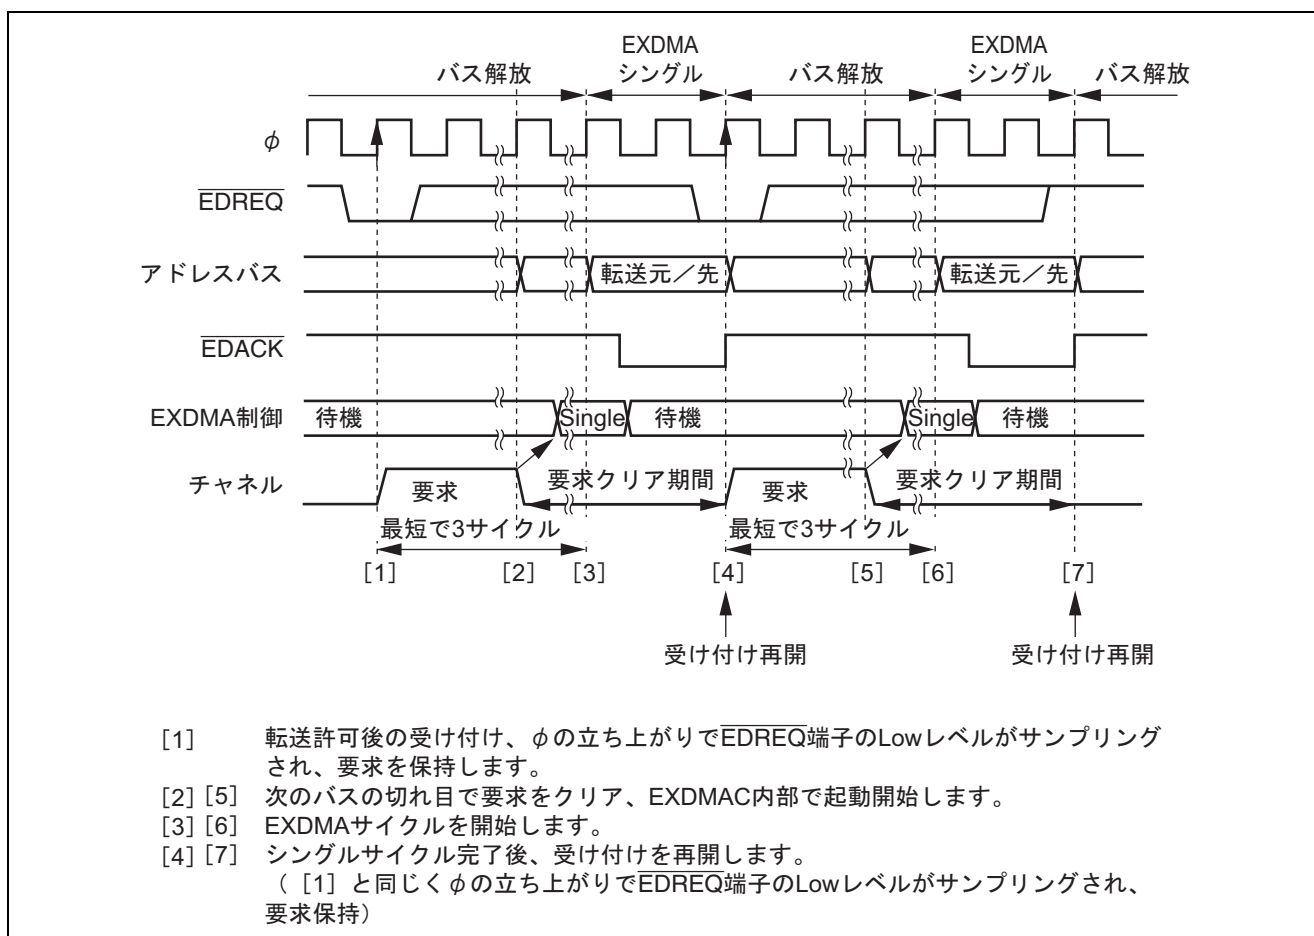 EXDMA EXDMA
バス解放 シングル バス解放 シングル バス解放
φ
EDREQ
アドレスバス 転送元／先 転送元／先
EDACK
EXDMA制御 待機 Single 待機 Single 待機
チャネル 要求 要求クリア期間 要求 要求クリア期間
最短で3サイクル 最短で3サイクル
［1］ ［2］ ［3］ ［4］ ［5］ ［6］ ［7］
受け付け再開 受け付け再開
［1］ 転送許可後の受け付け、φの立ち上がりでEDREQ端子のLowレベルがサンプリング
され、要求を保持します。
［2］［5］ 次のバスの切れ目で要求をクリア、EXDMAC内部で起動開始します。
［3］［6］ EXDMAサイクルを開始します。
［4］［7］ シングルサイクル完了後、受け付けを再開します。
（［1］と同じくφの立ち上がりでEDREQ端子のLowレベルがサンプリングされ、
要求保持）